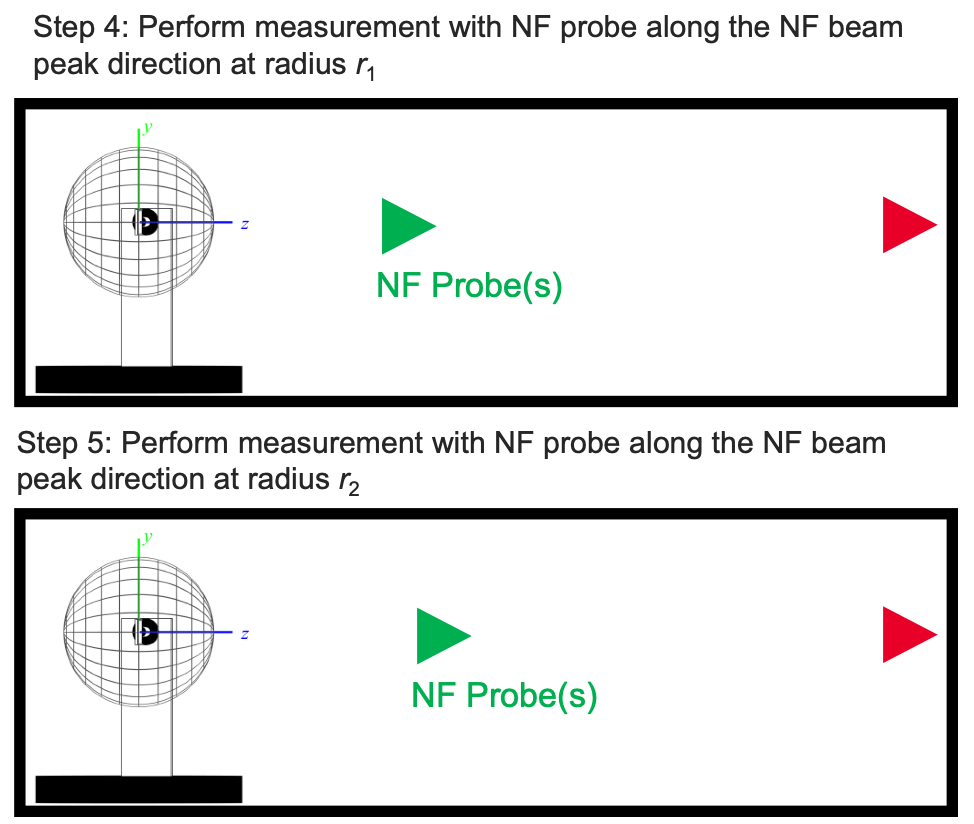 Step 4: Perform measurement with NF probe along the NF beam
peak direction at radius r₁
y
z
NF Probe(s)
Step 5: Perform measurement with NF probe along the NF beam
peak direction at radius r₂
y
z
NF Probe(s)